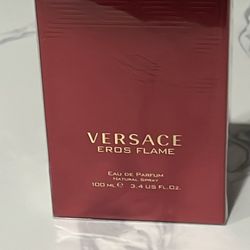 VERSACE
EROS FLAME
EAU DE PARFUM
NATURAL SPRAY
100 ML ℮ 3.4 US FL.OZ.